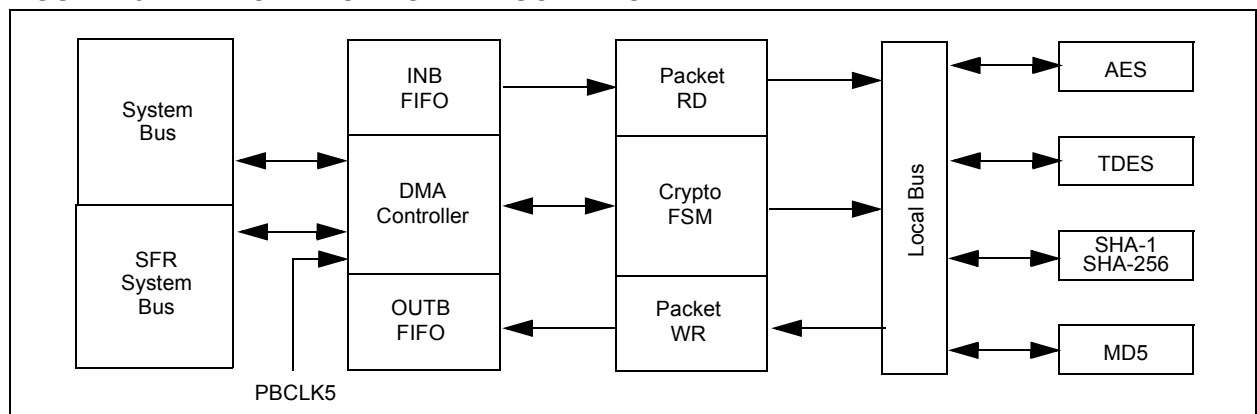 System
Bus
SFR
System
Bus
INB
FIFO
DMA
Controller
OUTB
FIFO
PBCLK5
Packet
RD
Crypto
FSM
Packet
WR
Local Bus
AES
TDES
SHA-1
SHA-256
MD5